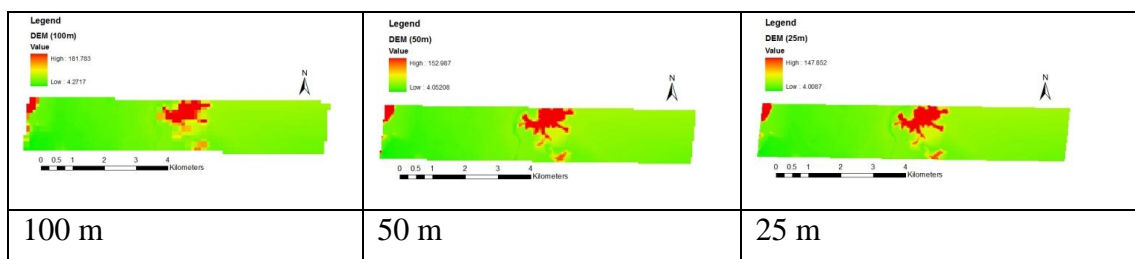 Legend
DEM (100m)
Value
High : 181.783
Low : 4.2717
N
0 0.5 1 2 3 4
Kilometers
100 m
Legend
DEM (50m)
Value
High : 152.987
Low : 4.05208
N
0 0.5 1 2 3 4
Kilometers
50 m
Legend
DEM (25m)
Value
High : 147.852
Low : 4.0087
N
0 0.5 1 2 3 4
Kilometers
25 m